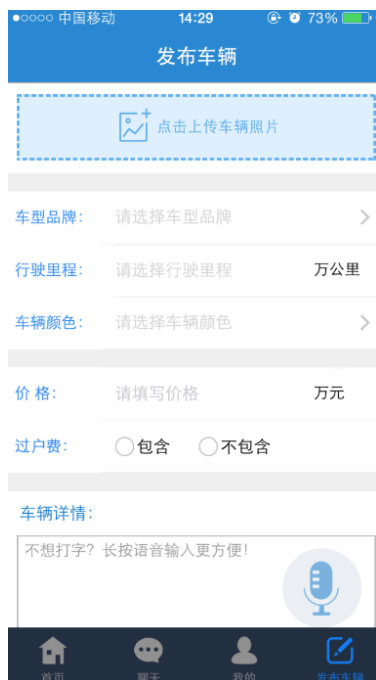 中国移动 14:29 73%
发布车辆
点击上传车辆照片
车型品牌: 请选择车型品牌
行驶里程: 请选择行驶里程 万公里
车辆颜色: 请选择车辆颜色
价 格: 请填写价格 万元
过户费: 包含 不包含
车辆详情:
不想打字? 长按语音输入更方便!
首页 聊天 我的 发布车辆